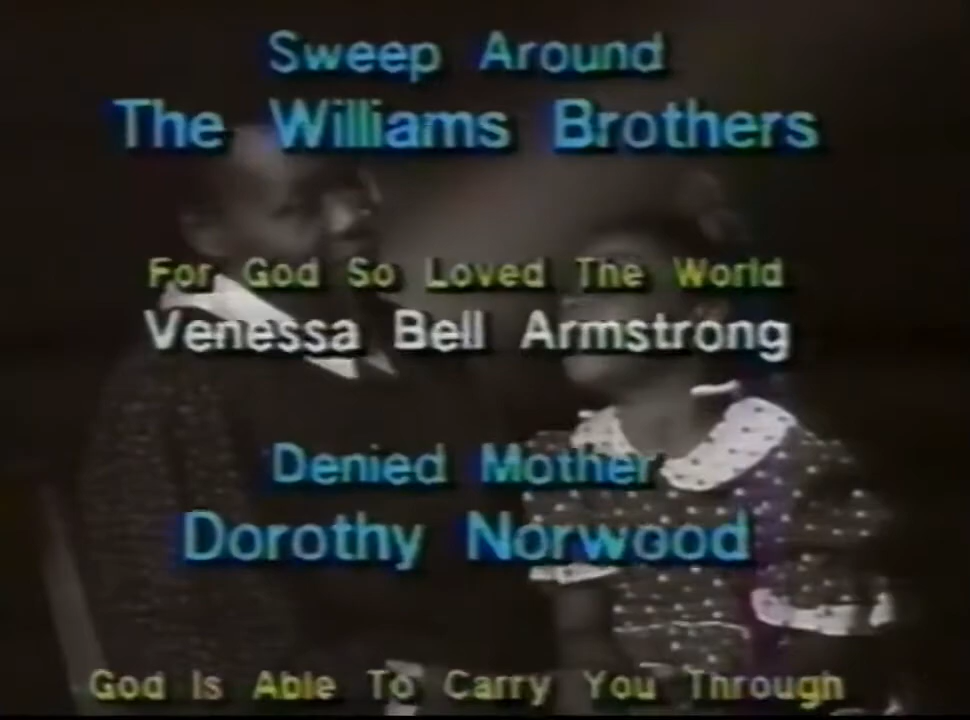 Sweep Around
The Williams Brothers
For God So Loved The World
Venessa Bell Armstrong
Denied Mother
Dorothy Norwood
God Is Able To Carry You Through